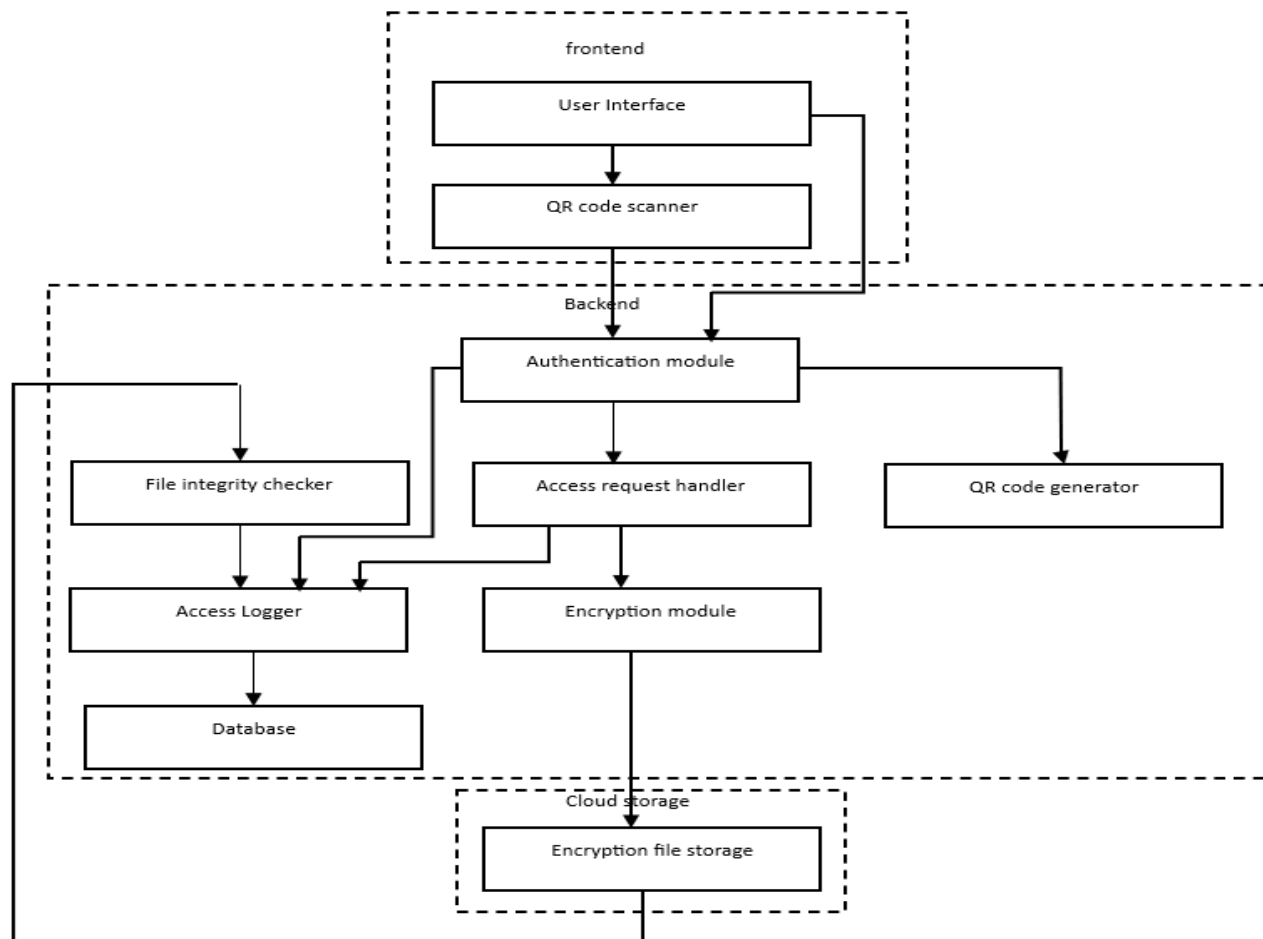 frontend
User Interface
QR code scanner
Backend
Authentication module
File integrity checker
Access request handler
QR code generator
Access Logger
Encryption module
Database
Cloud storage
Encryption file storage